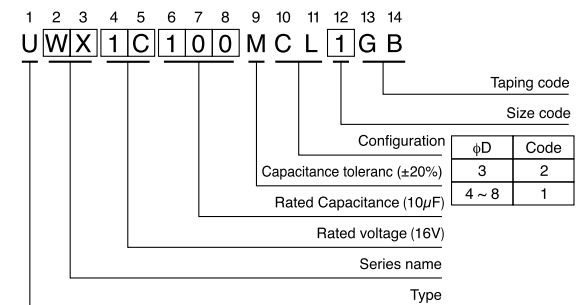 1 2 3 4 5 6 7 8 9 10 11 12 13 14
U W X 1 C 1 0 0 M C L 1 G B
Taping code
Size code
Configuration
ϕD Code
Capacitance toleranc (±20%)
3 2
4 ~ 8 1
Rated Capacitance (10µF)
Rated voltage (16V)
Series name
Type